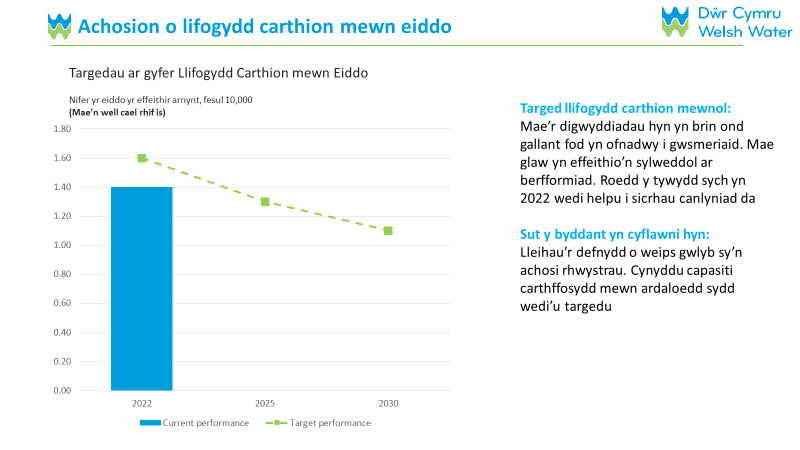 Achosion o lifogydd carthion mewn eiddo
Dŵr Cymru
Welsh Water
Targedau ar gyfer Llifogydd Carthion mewn Eiddo
Nifer yr eiddo yr effeithir arnynt, fesul 10,000
(Mae'n well cael rhif is)
1.80
1.60
1.40
1.20
1.00
0.80
0.60
0.40
0.20
0.00
2022
2025
2030
Current performance
Target performance
Targed llifogydd carthion mewnol:
Mae'r digwyddiadau hyn yn brin ond
gallant fod yn ofnadwy i gwsmeriaid. Mae
glaw yn effeithio'n sylweddol ar
berfformiad. Roedd y tywydd sych yn
2022 wedi helpu i sicrhau canlyniad da
Sut y byddant yn cyflawni hyn:
Lleihau'r defnydd o weips gwlyb sy'n
achosi rhwystrau. Cynyddu capasiti
carthffosydd mewn ardaloedd sydd
wedi'u targedu